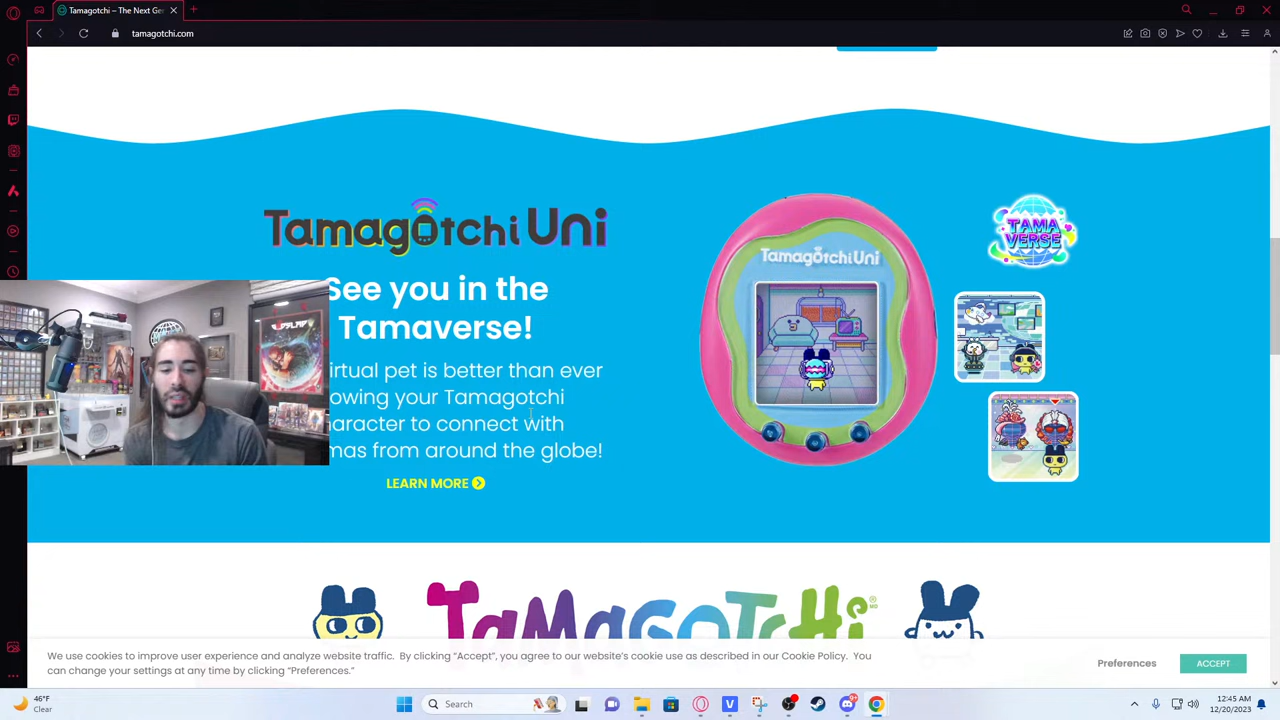 Tamagotchi – The Next Ge
tamagotchi.com
Tamagotchi Uni
See you in the
Tamaverse!
irtual pet is better than ever
owing your Tamagotchi
aracter to connect with
mas from around the globe!
LEARN MORE
Tamagotchi Uni
TAMA
VERSE
TaMaGoTcHi
We use cookies to improve user experience and analyze website traffic. By clicking “Accept”, you agree to our website's cookie use as described in our Cookie Policy. You
can change your settings at any time by clicking “Preferences.”
Preferences
ACCEPT
46°F
Clear
Search
12:45 AM
12/20/2023